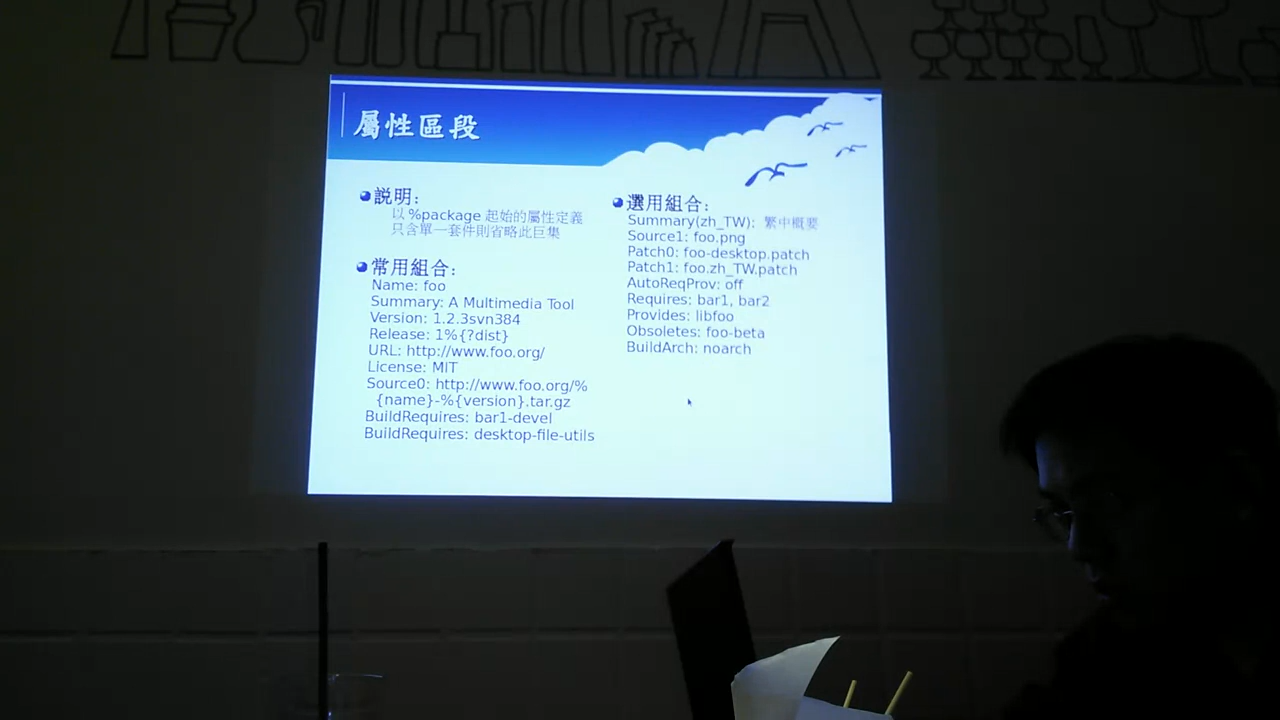 屬性區段
說明:
以 %package 起始的屬性定義
只含單一套件則省略此巨集
常用組合:
Name: foo
Summary: A Multimedia Tool
Version: 1.2.3svn384
Release: 1%{?dist}
URL: http://www.foo.org/
License: MIT
Source0: http://www.foo.org/%
{name}-%{version}.tar.gz
BuildRequires: bar1-devel
BuildRequires: desktop-file-utils
選用組合:
Summary(zh_TW): 繁中概要
Source1: foo.png
Patch0: foo-desktop.patch
Patch1: foo.zh_TW.patch
AutoReqProv: off
Requires: bar1, bar2
Provides: libfoo
Obsoletes: foo-beta
BuildArch: noarch